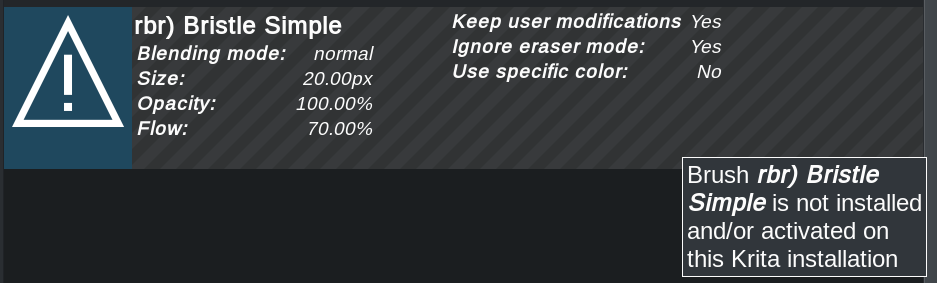 rbr) Bristle Simple
Blending mode: normal
Size: 20.00px
Opacity: 100.00%
Flow: 70.00%
Keep user modifications Yes
Ignore eraser mode: Yes
Use specific color: No
Brush rbr) Bristle
Simple is not installed
and/or activated on
this Krita installation